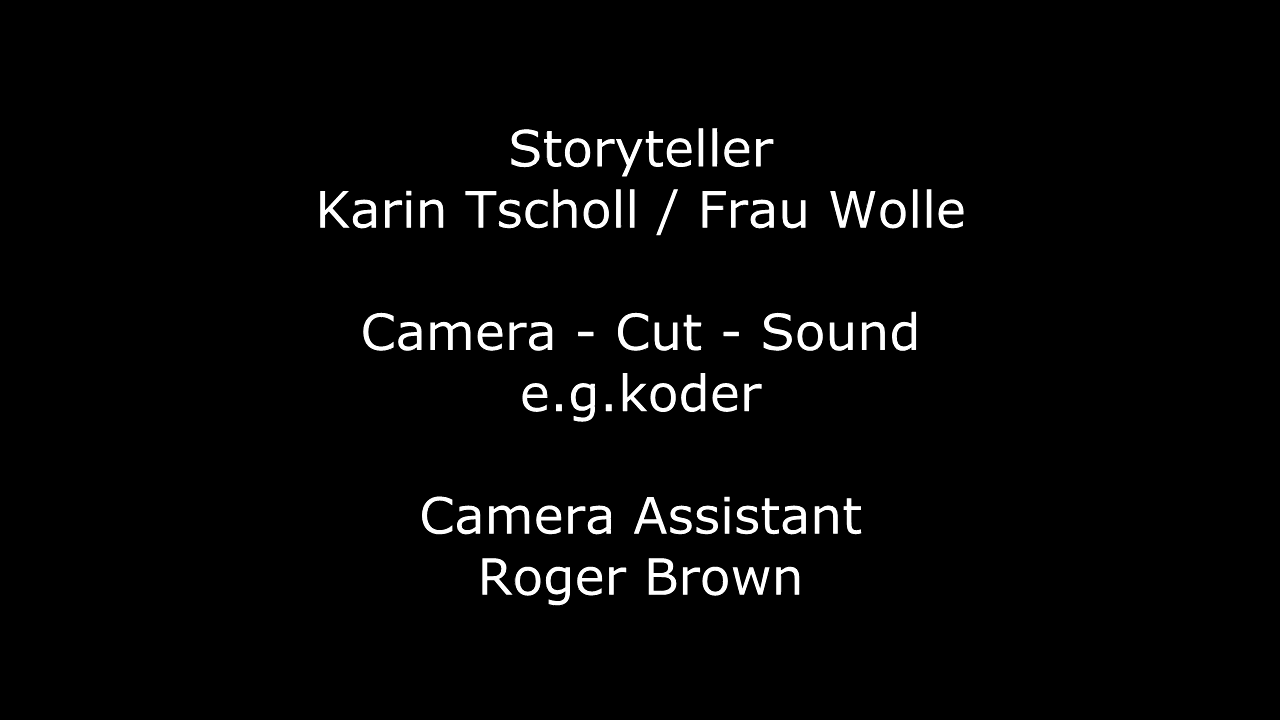 Storyteller
Karin Tscholl / Frau Wolle
Camera - Cut - Sound
e.g.koder
Camera Assistant
Roger Brown